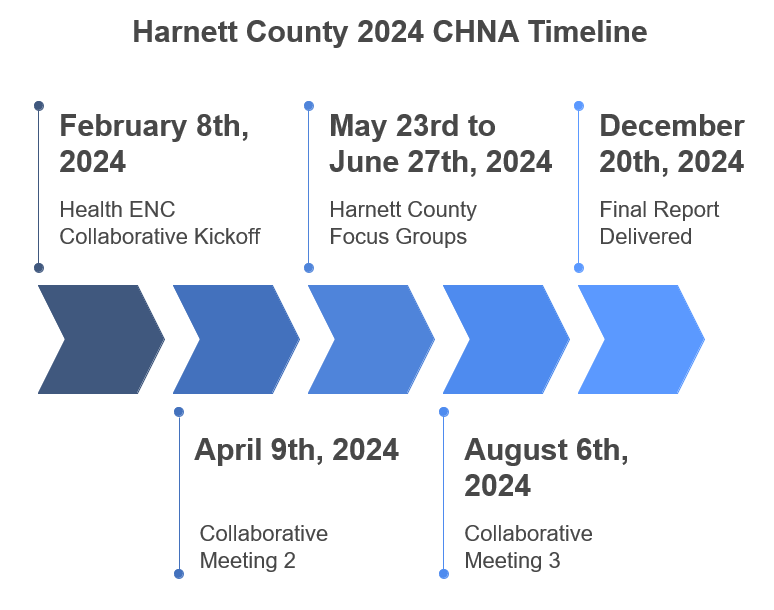 Harnett County 2024 CHNA Timeline
February 8th,
2024
Health ENC
Collaborative Kickoff
May 23rd to
June 27th, 2024
Harnett County
Focus Groups
December
20th, 2024
Final Report
Delivered
April 9th, 2024
Collaborative
Meeting 2
August 6th,
2024
Collaborative
Meeting 3